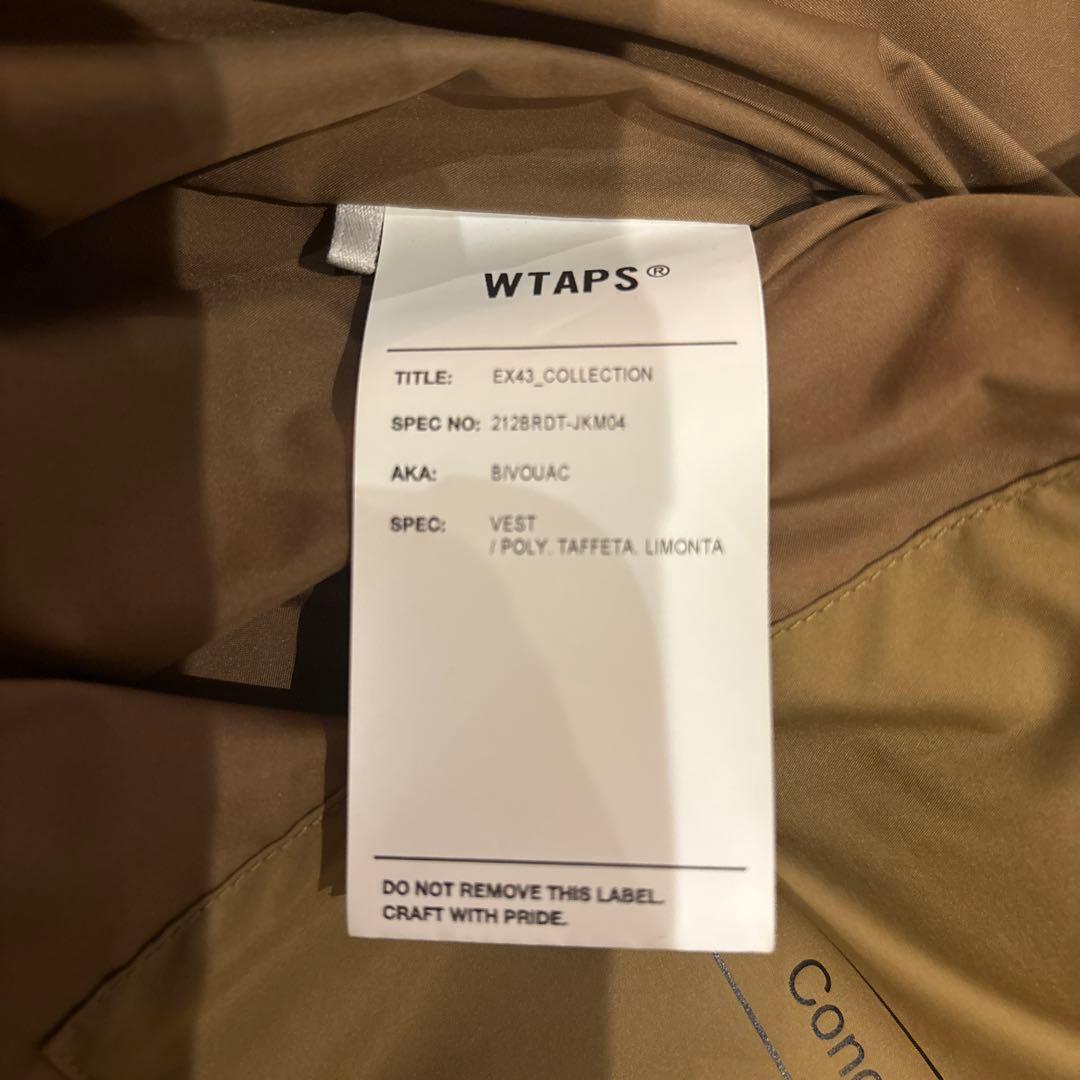 WTAPS®
TITLE: EX43_COLLECTION
SPEC NO: 212BRDT-JKM04
AKA: BIVOUAC
SPEC: VEST
/ POLY. TAFFETA. LIMONTA
DO NOT REMOVE THIS LABEL.
CRAFT WITH PRIDE.
Conc